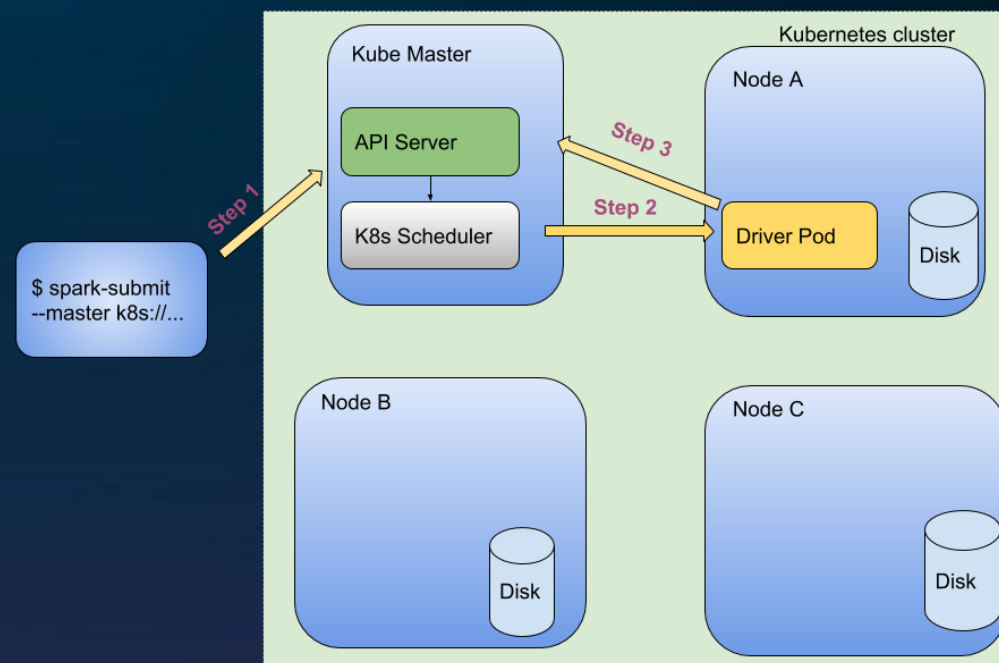 Kubernetes cluster
Kube Master
API Server
K8s Scheduler
Step 1
Step 2
Step 3
Node A
Driver Pod
Disk
$ spark-submit
--master k8s://...
Node B
Disk
Node C
Disk